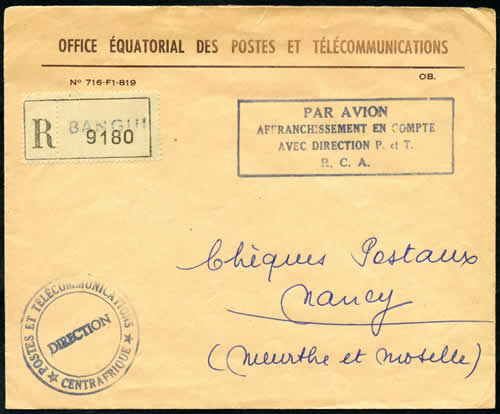 OFFICE ÉQUATORIAL DES POSTES ET TÉLÉCOMMUNICATIONS
Nº 716-F1-819
OB.
R
BANGUI
9180
PAR AVION
AFFRANCHISSEMENT EN COMPTE
AVEC DIRECTION P. et T.
R. C. A.
Chèques Postaux
Nancy
(Meurthe et Moselle)
★ POSTES ET TÉLÉCOMMUNICATIONS ★
DIRECTION
CENTRAFRIQUE